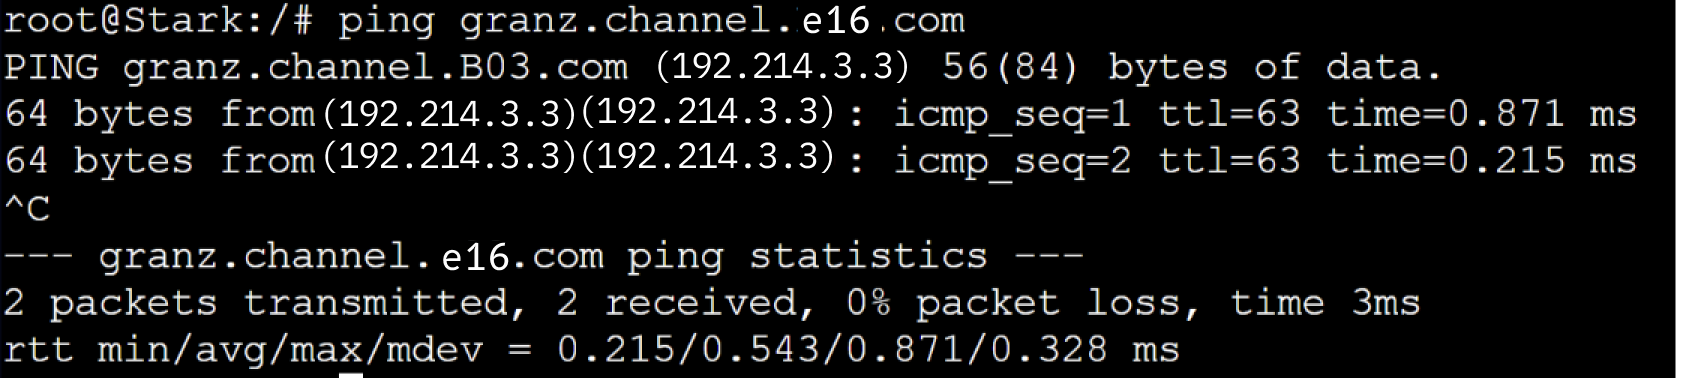 root@Stark:/# ping granz.channel.e16.com
PING granz.channel.B03.com (192.214.3.3) 56(84) bytes of data.
64 bytes from(192.214.3.3)(192.214.3.3): icmp_seq=1 ttl=63 time=0.871 ms
64 bytes from(192.214.3.3)(192.214.3.3): icmp_seq=2 ttl=63 time=0.215 ms
^C
--- granz.channel.e16.com ping statistics ---
2 packets transmitted, 2 received, 0% packet loss, time 3ms
rtt min/avg/max/mdev = 0.215/0.543/0.871/0.328 ms